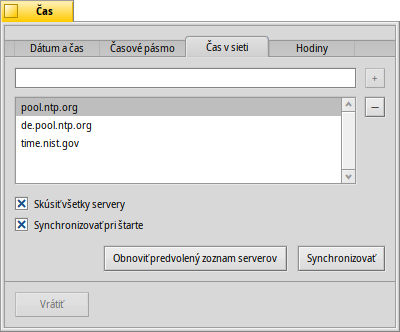 Čas
Dátum a čas Časové pásmo Čas v sieti Hodiny
+
pool.ntp.org
–
de.pool.ntp.org
time.nist.gov
Skúsiť všetky servery
Synchronizovať pri štarte
Obnoviť predvolený zoznam serverov Synchronizovať
Vrátiť